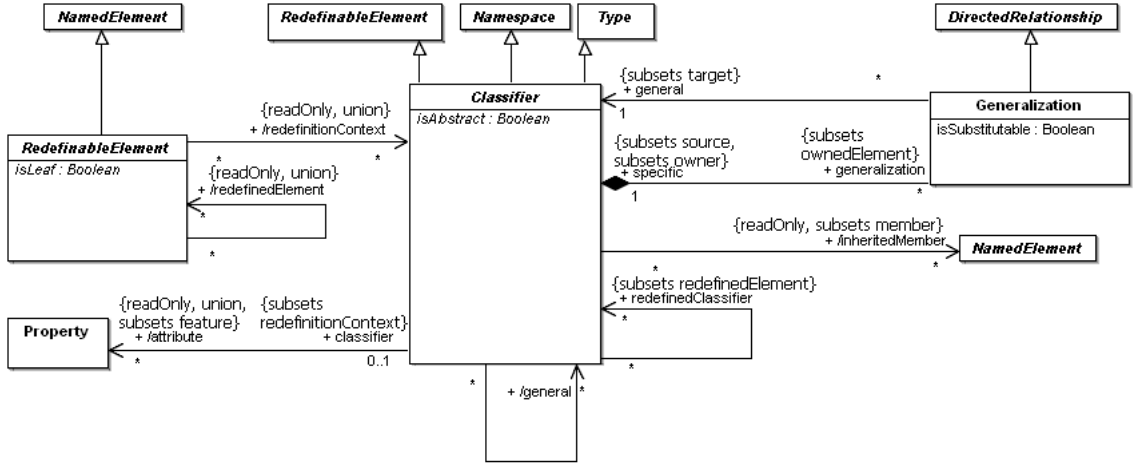 NamedElement
RedefinableElement
Namespace
Type
DirectedRelationship
{subsets target}
+ general
*
1
Classifier
isAbstract : Boolean
Generalization
isSubstitutable : Boolean
{readOnly, union}
+ /redefinitionContext
*
*
RedefinableElement
isLeaf : Boolean
{readOnly, union}
+ /redefinedElement
*
*
{subsets source,
subsets owner}
+ specific
1
{subsets
ownedElement}
+ generalization
*
{readOnly, subsets member}
+ /inheritedMember
*
*
NamedElement
{subsets redefinedElement}
+ redefinedClassifier
*
*
{readOnly, union,
subsets feature}
+ /attribute
*
{subsets
redefinitionContext}
+ classifier
0..1
Property
*
+ /general
*